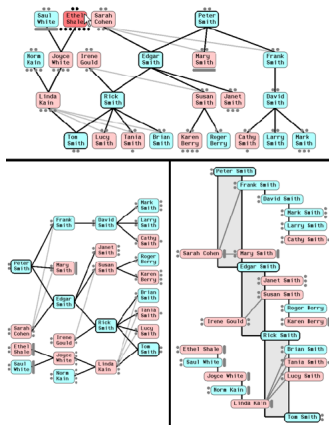 Saul
White
Ethel
Shale
Sarah
Cohen
Peter
Smith
Norm
Kain
Joyce
White
Irene
Gould
Edgar
Smith
Mary
Smith
Frank
Smith
Linda
Kain
Rick
Smith
Susan
Smith
Janet
Smith
David
Smith
Tom
Smith
Lucy
Smith
Tania
Smith
Brian
Smith
Karen
Berry
Roger
Berry
Cathy
Smith
Larry
Smith
Mark
Smith
Mark
Smith
Frank
Smith
David
Smith
Larry
Smith
Cathy
Smith
Janet
Smith
Roger
Berry
Peter
Smith
Mary
Smith
Susan
Smith
Karen
Berry
Edgar
Smith
Brian
Smith
Tania
Smith
Sarah
Cohen
Rick
Smith
Irene
Gould
Lucy
Smith
Ethel
Shale
Joyce
White
Tom
Smith
Saul
White
Norm
Kain
Linda
Kain
Peter Smith
Frank Smith
David Smith
Mark Smith
Larry Smith
Cathy Smith
Sarah Cohen
Mary Smith
Edgar Smith
Janet Smith
Susan Smith
Roger Berry
Karen Berry
Irene Gould
Rick Smith
Ethel Shale
Brian Smith
Saul White
Tania Smith
Joyce White
Lucy Smith
Norm Kain
Linda Kain
Tom Smith